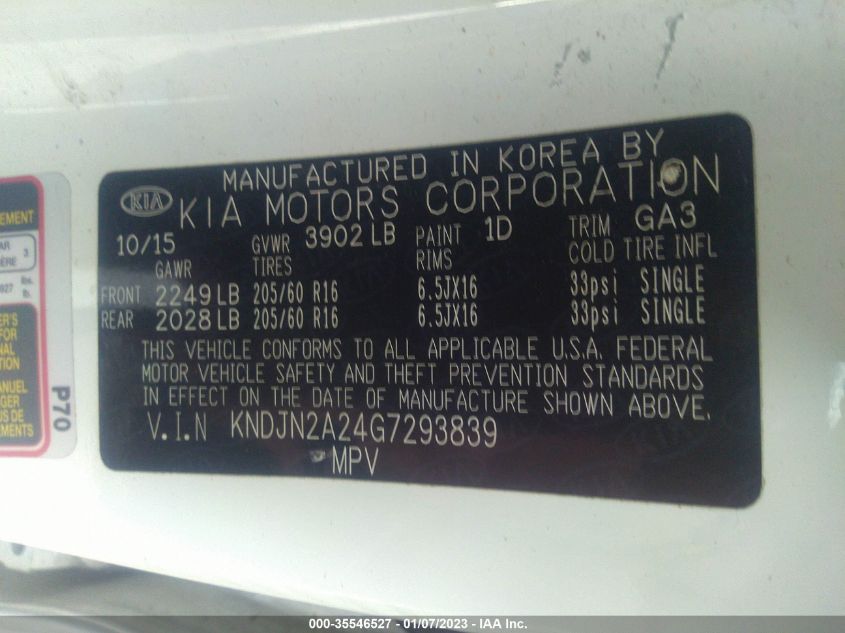 MANUFACTURED IN KOREA BY
KIA KIA MOTORS CORPORATION
10/15 GVWR 3902 LB PAINT 1D TRIM GA3
GAWR TIRES RIMS COLD TIRE INFL
FRONT 2249 LB 205/60 R16 6.5JX16 33psi SINGLE
REAR 2028 LB 205/60 R16 6.5JX16 33psi SINGLE
THIS VEHICLE CONFORMS TO ALL APPLICABLE U.S.A. FEDERAL
MOTOR VEHICLE SAFETY AND THEFT PREVENTION STANDARDS
IN EFFECT ON THE DATE OF MANUFACTURE SHOWN ABOVE.
V.I.N KNDJN2A24G7293839
MPV
P70
000-35546527 - 01/07/2023 - IAA Inc.